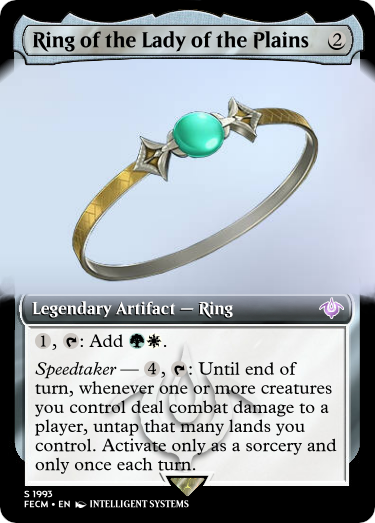 Ring of the Lady of the Plains 2
Legendary Artifact — Ring
1, : Add .
Speedtaker — 4, : Until end of
turn, whenever one or more creatures
you control deal combat damage to a
player, untap that many lands you
control. Activate only as a sorcery and
only once each turn.
S 1993
FECM • EN INTELLIGENT SYSTEMS